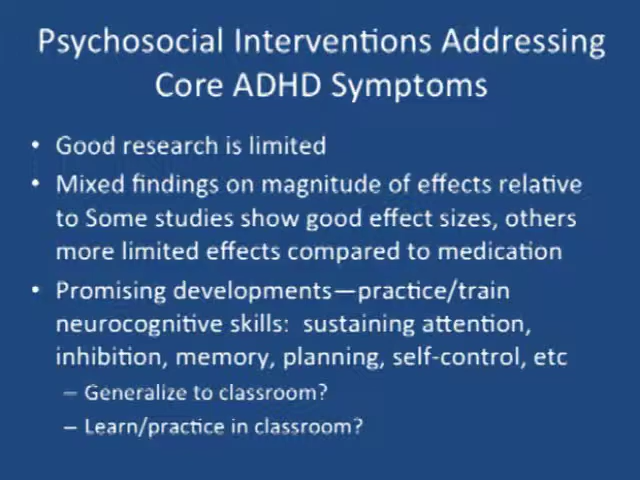 Psychosocial Interventions Addressing
Core ADHD Symptoms
• Good research is limited
• Mixed findings on magnitude of effects relative
to Some studies show good effect sizes, others
more limited effects compared to medication
• Promising developments—practice/train
neurocognitive skills:  sustaining attention,
inhibition, memory, planning, self-control, etc
– Generalize to classroom?
– Learn/practice in classroom?